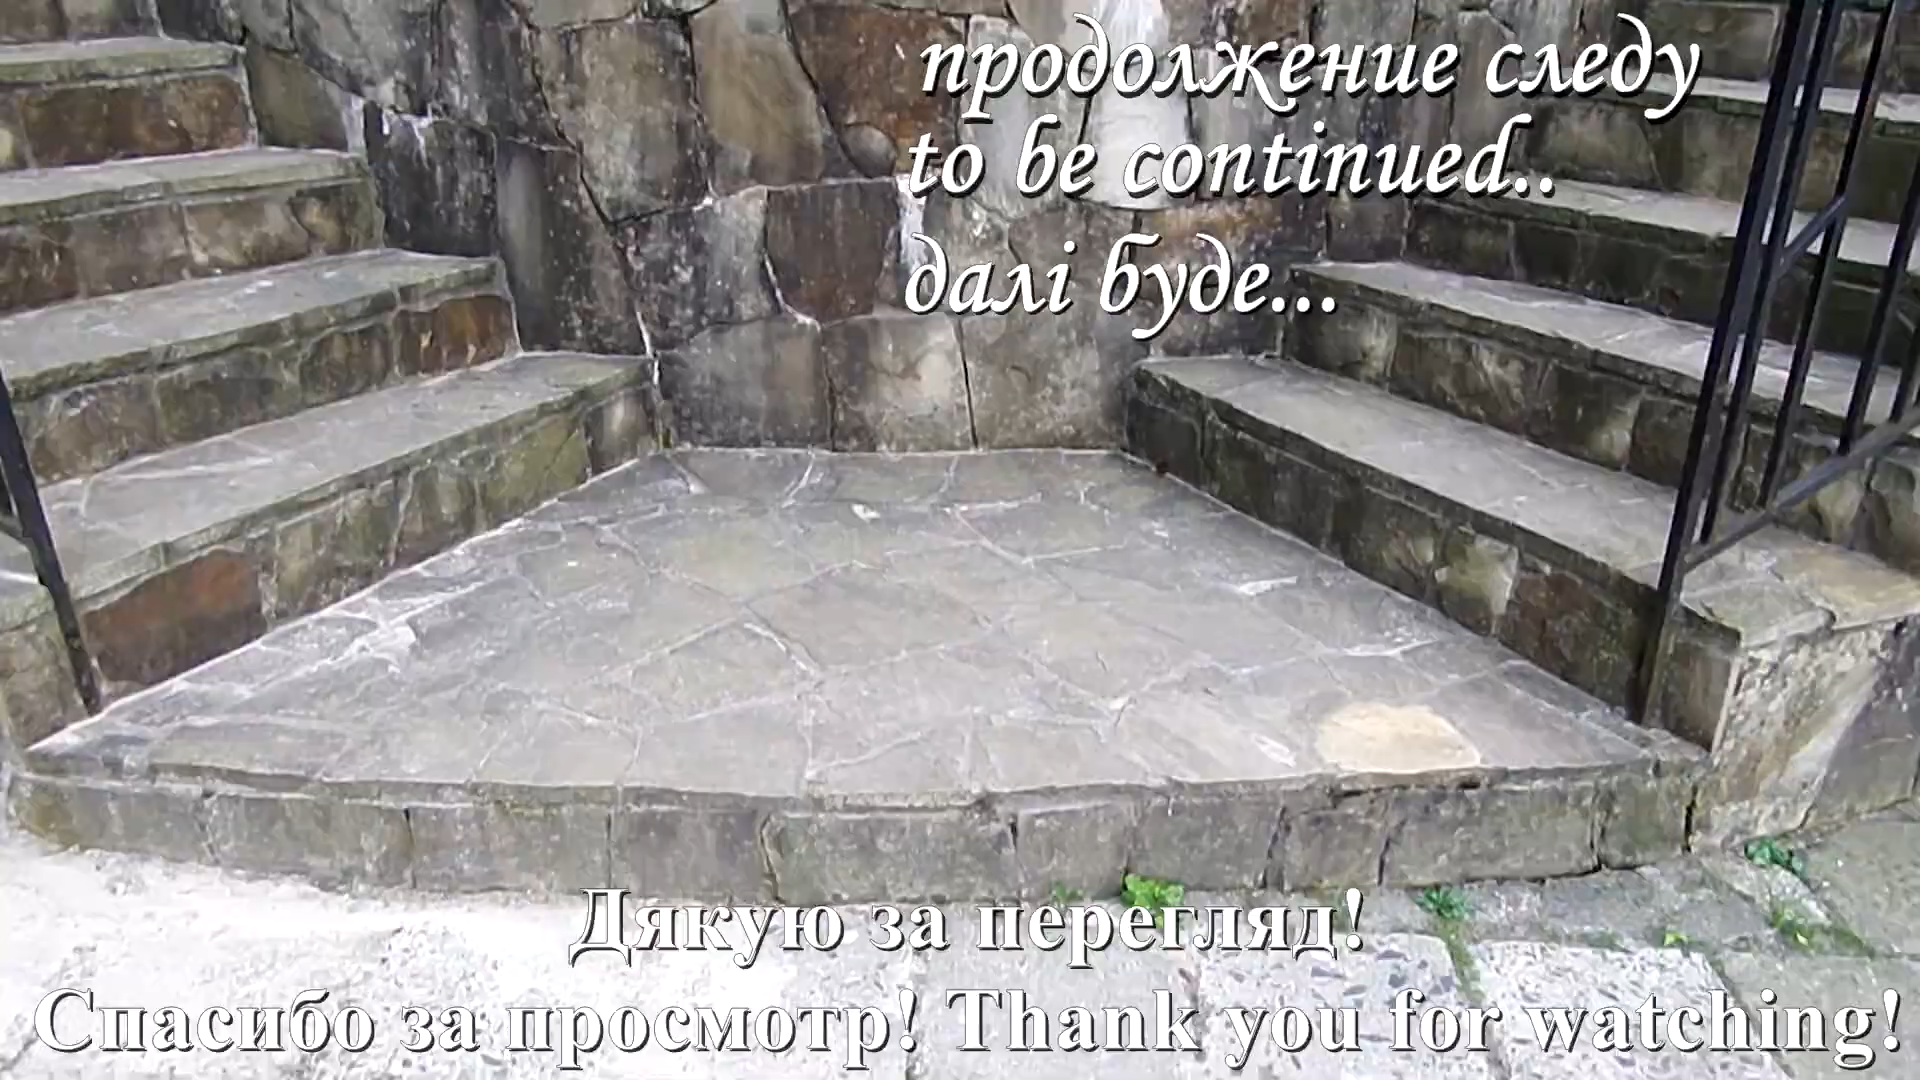 продолжение следу
to be continued..
далі буде...
Дякую за перегляд!
Спасибо за просмотр! Thank you for watching!